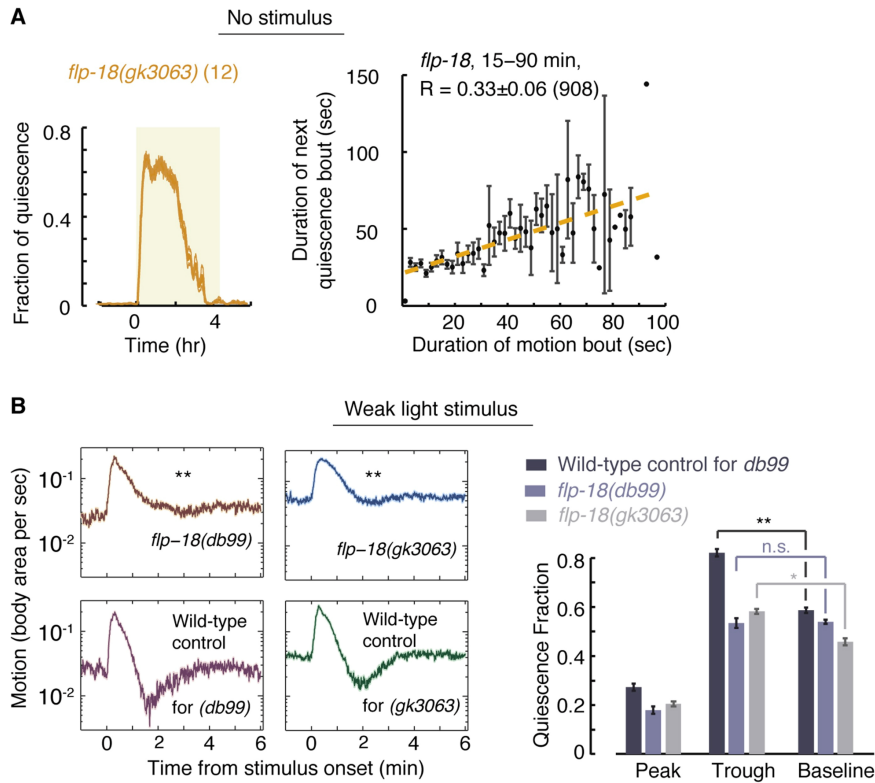 A
No stimulus
flp-18(gk3063) (12)
Fraction of quiescence
0.8
0.4
0
0
4
Time (hr)
flp-18, 15–90 min,
R = 0.33±0.06 (908)
Duration of next
quiescence bout (sec)
150
100
50
0
20 40 60 80 100
Duration of motion bout (sec)
B
Weak light stimulus
Motion (body area per sec)
10-1
10-2
**
flp–18(db99)
**
flp–18(gk3063)
10-1
10-2
Wild-type
control
for (db99)
Wild-type
control
for (gk3063)
0 2 4 6
0 2 4 6
Time from stimulus onset (min)
Wild-type control for db99
flp-18(db99)
flp-18(gk3063)
**
n.s.
*
Quiescence Fraction
0.8
0.6
0.4
0.2
0
Peak Trough Baseline